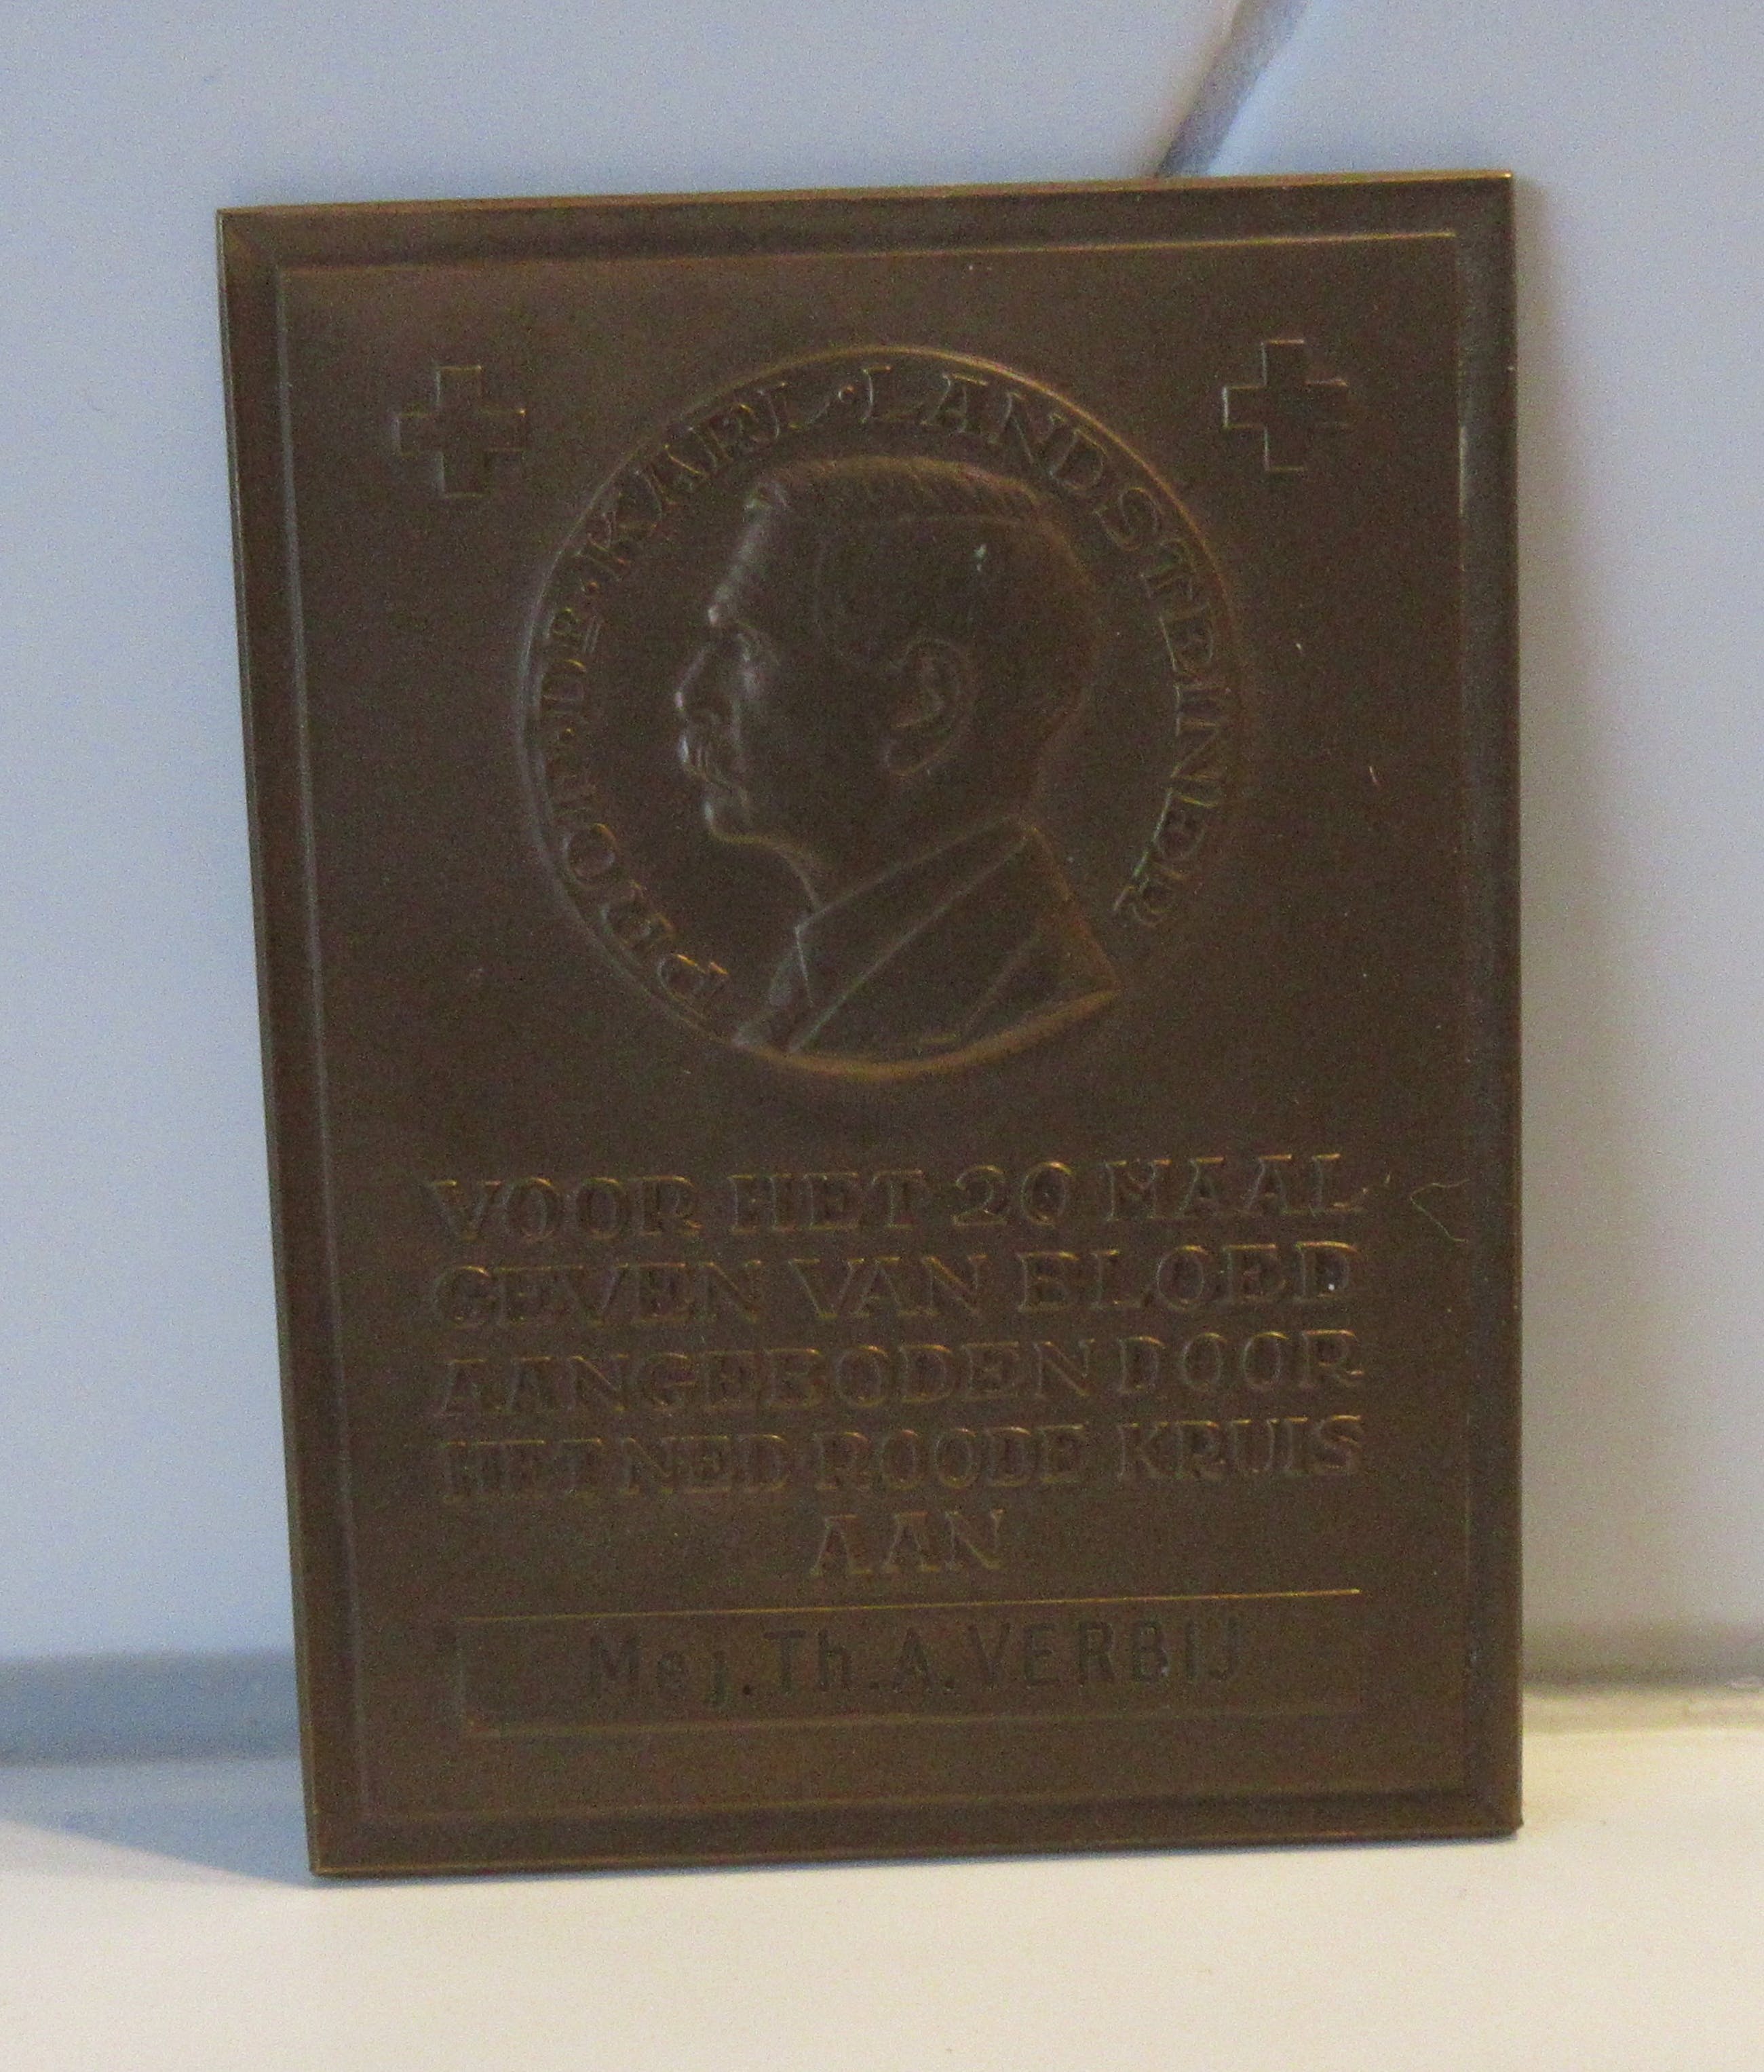 PROF·DR·KARL·LANDSTEINER
VOOR HET 20 MAAL
GEVEN VAN BLOED
AANGEBODEN DOOR
HET NED ROODE KRUIS
AAN
Mej.Th.A.VERBIJ